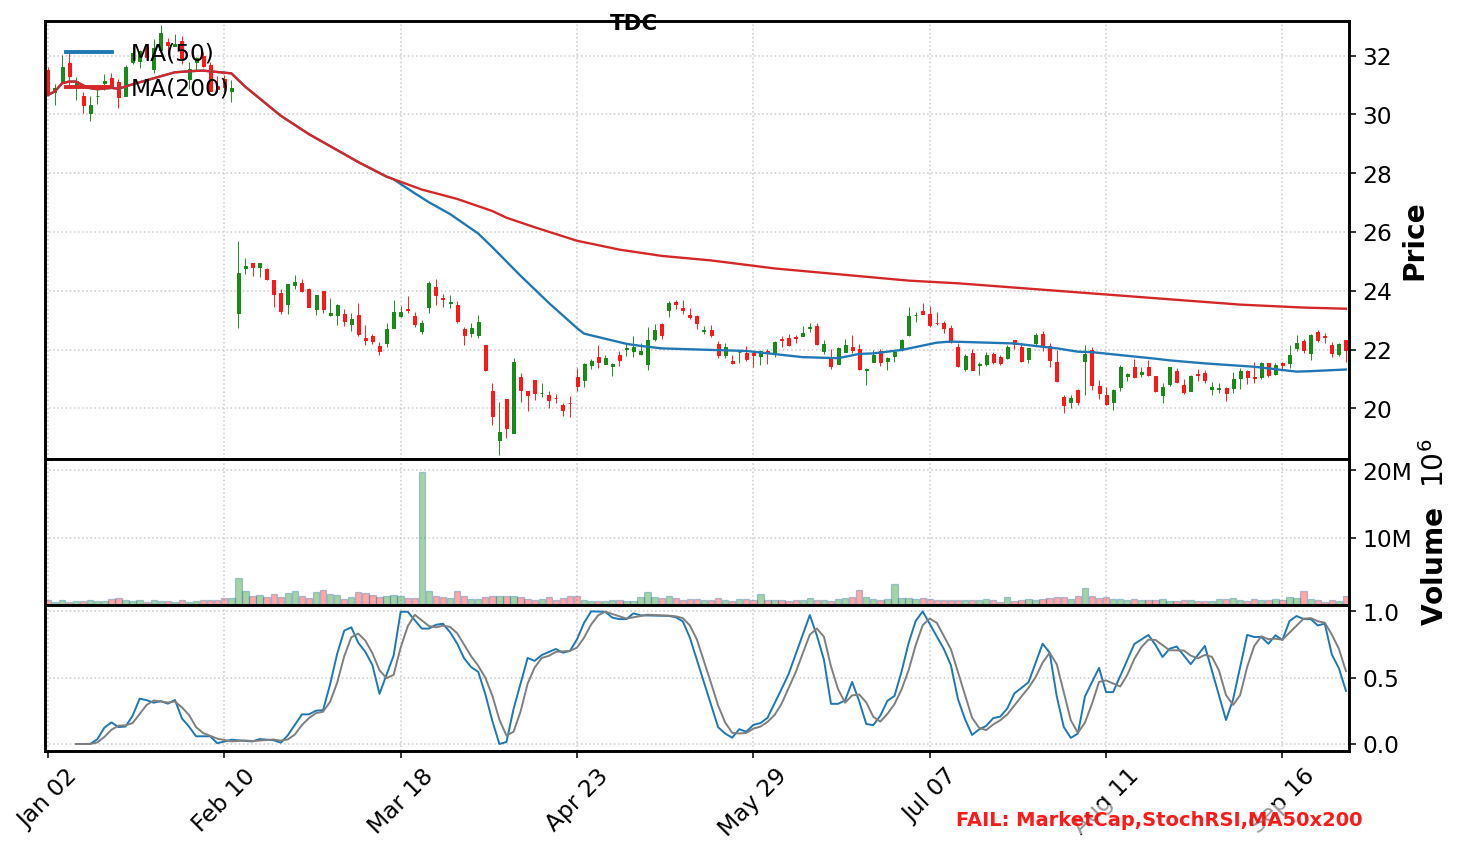 TDC
MA(50)
MA(200)
32
30
28
26
24
22
20
Price
20M
10M
Volume 10^6
1.0
0.5
0.0
Jan 02
Feb 10
Mar 18
Apr 23
May 29
Jul 07
Aug 11
Sep 16
FAIL: MarketCap,StochRSI,MA50x200